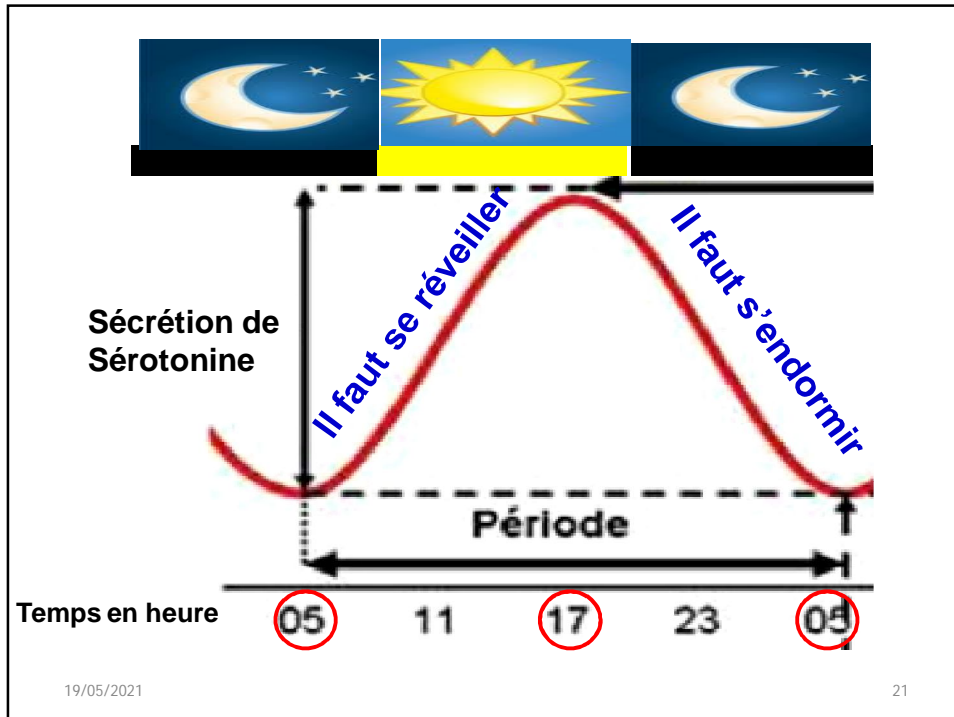 Il faut se réveiller
Il faut s’endormir
Sécrétion de
Sérotonine
Période
Temps en heure
05 11 17 23 05
19/05/2021
21